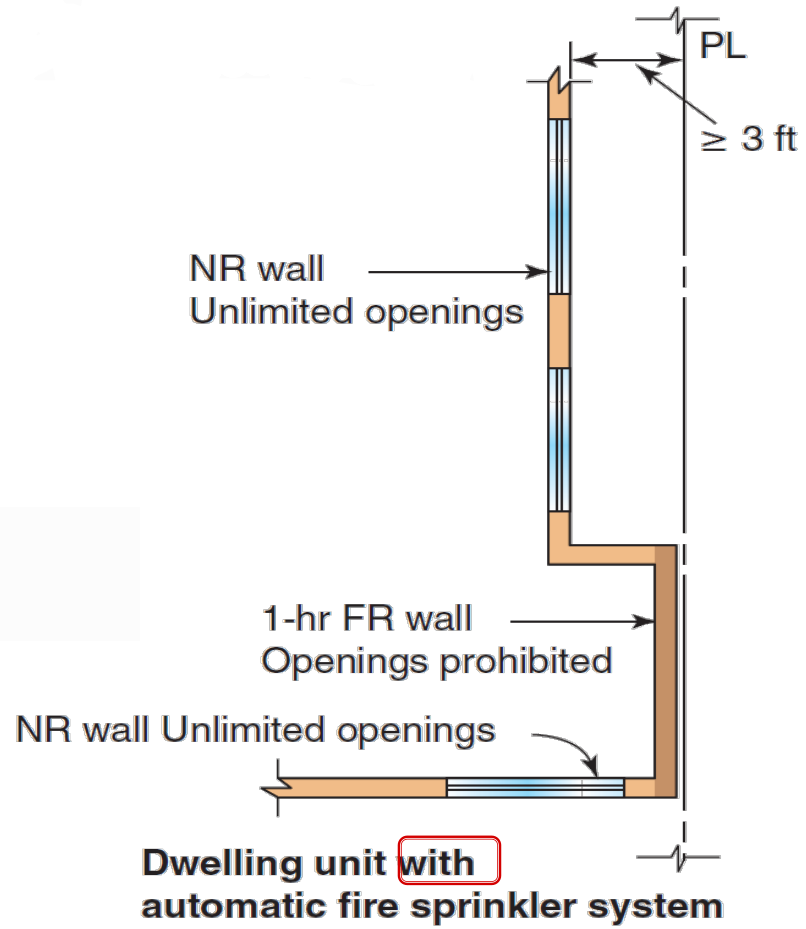 PL
≥ 3 ft
NR wall
Unlimited openings
1-hr FR wall
Openings prohibited
NR wall Unlimited openings
Dwelling unit with
automatic fire sprinkler system